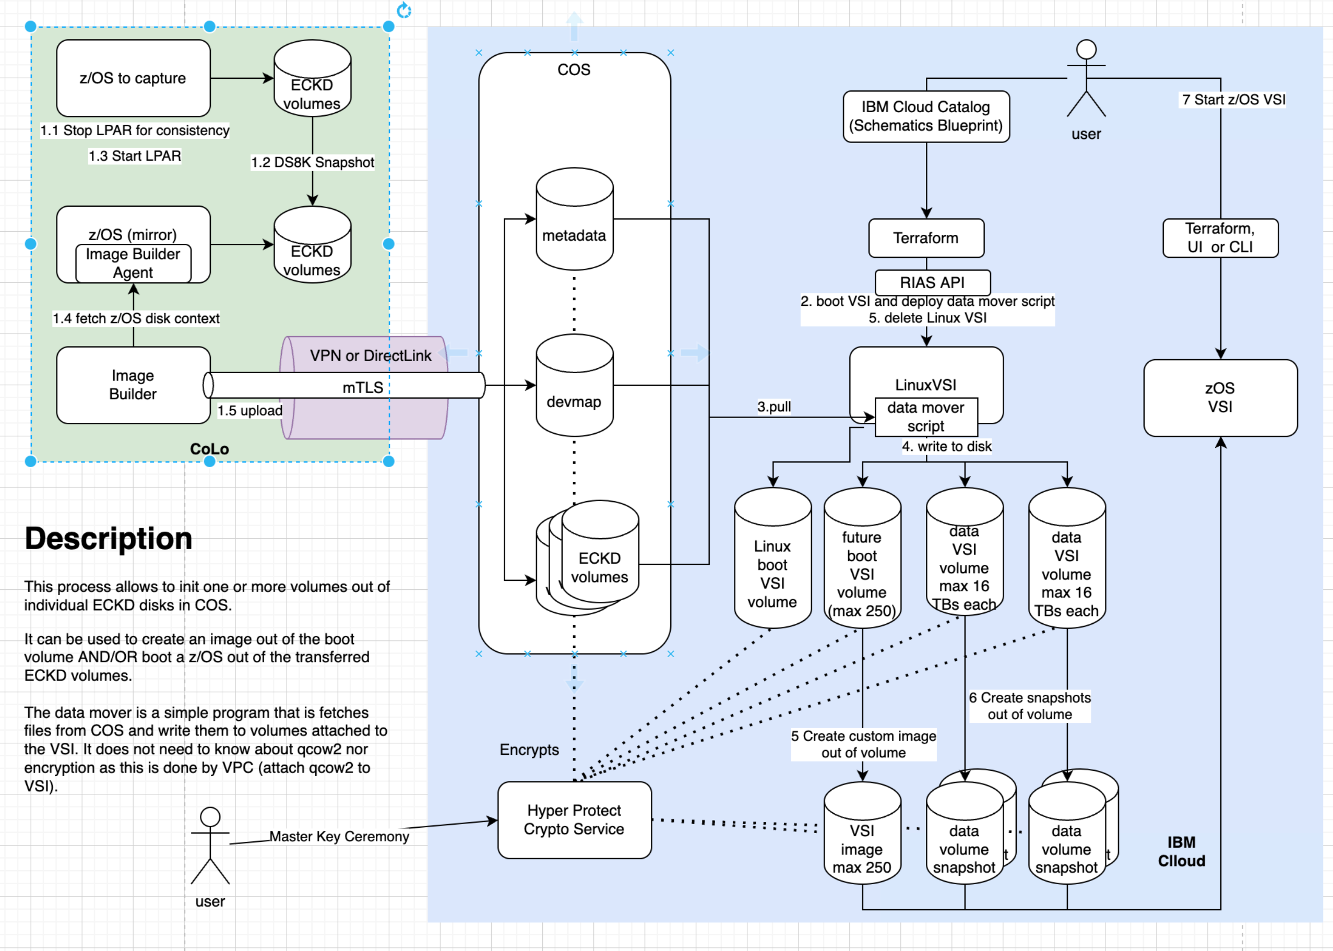 z/OS to capture
ECKD
volumes
1.1 Stop LPAR for consistency
1.3 Start LPAR
1.2 DS8K Snapshot
z/OS (mirror)
Image Builder
Agent
ECKD
volumes
1.4 fetch z/OS disk context
Image
Builder
VPN or DirectLink
mTLS
1.5 upload
CoLo
COS
metadata
devmap
ECKD
volumes
IBM Cloud Catalog
(Schematics Blueprint)
user
7 Start z/OS VSI
Terraform
RIAS API
2. boot VSI and deploy data mover script
5. delete Linux VSI
Terraform,
UI or CLI
LinuxVSI
data mover
script
3.pull
4. write to disk
zOS
VSI
Linux
boot
VSI
volume
future
boot
VSI
volume
(max 250)
data
VSI
volume
max 16
TBs each
data
VSI
volume
max 16
TBs each
6 Create snapshots
out of volume
5 Create custom image
out of volume
Encrypts
Hyper Protect
Crypto Service
VSI
image
max 250
data
volume
snapshot
t
data
volume
snapshot
t
IBM
Clloud
Description
This process allows to init one or more volumes out of
individual ECKD disks in COS.
It can be used to create an image out of the boot
volume AND/OR boot a z/OS out of the transferred
ECKD volumes.
The data mover is a simple program that is fetches
files from COS and write them to volumes attached to
the VSI. It does not need to know about qcow2 nor
encryption as this is done by VPC (attach qcow2 to
VSI).
Master Key Ceremony
user